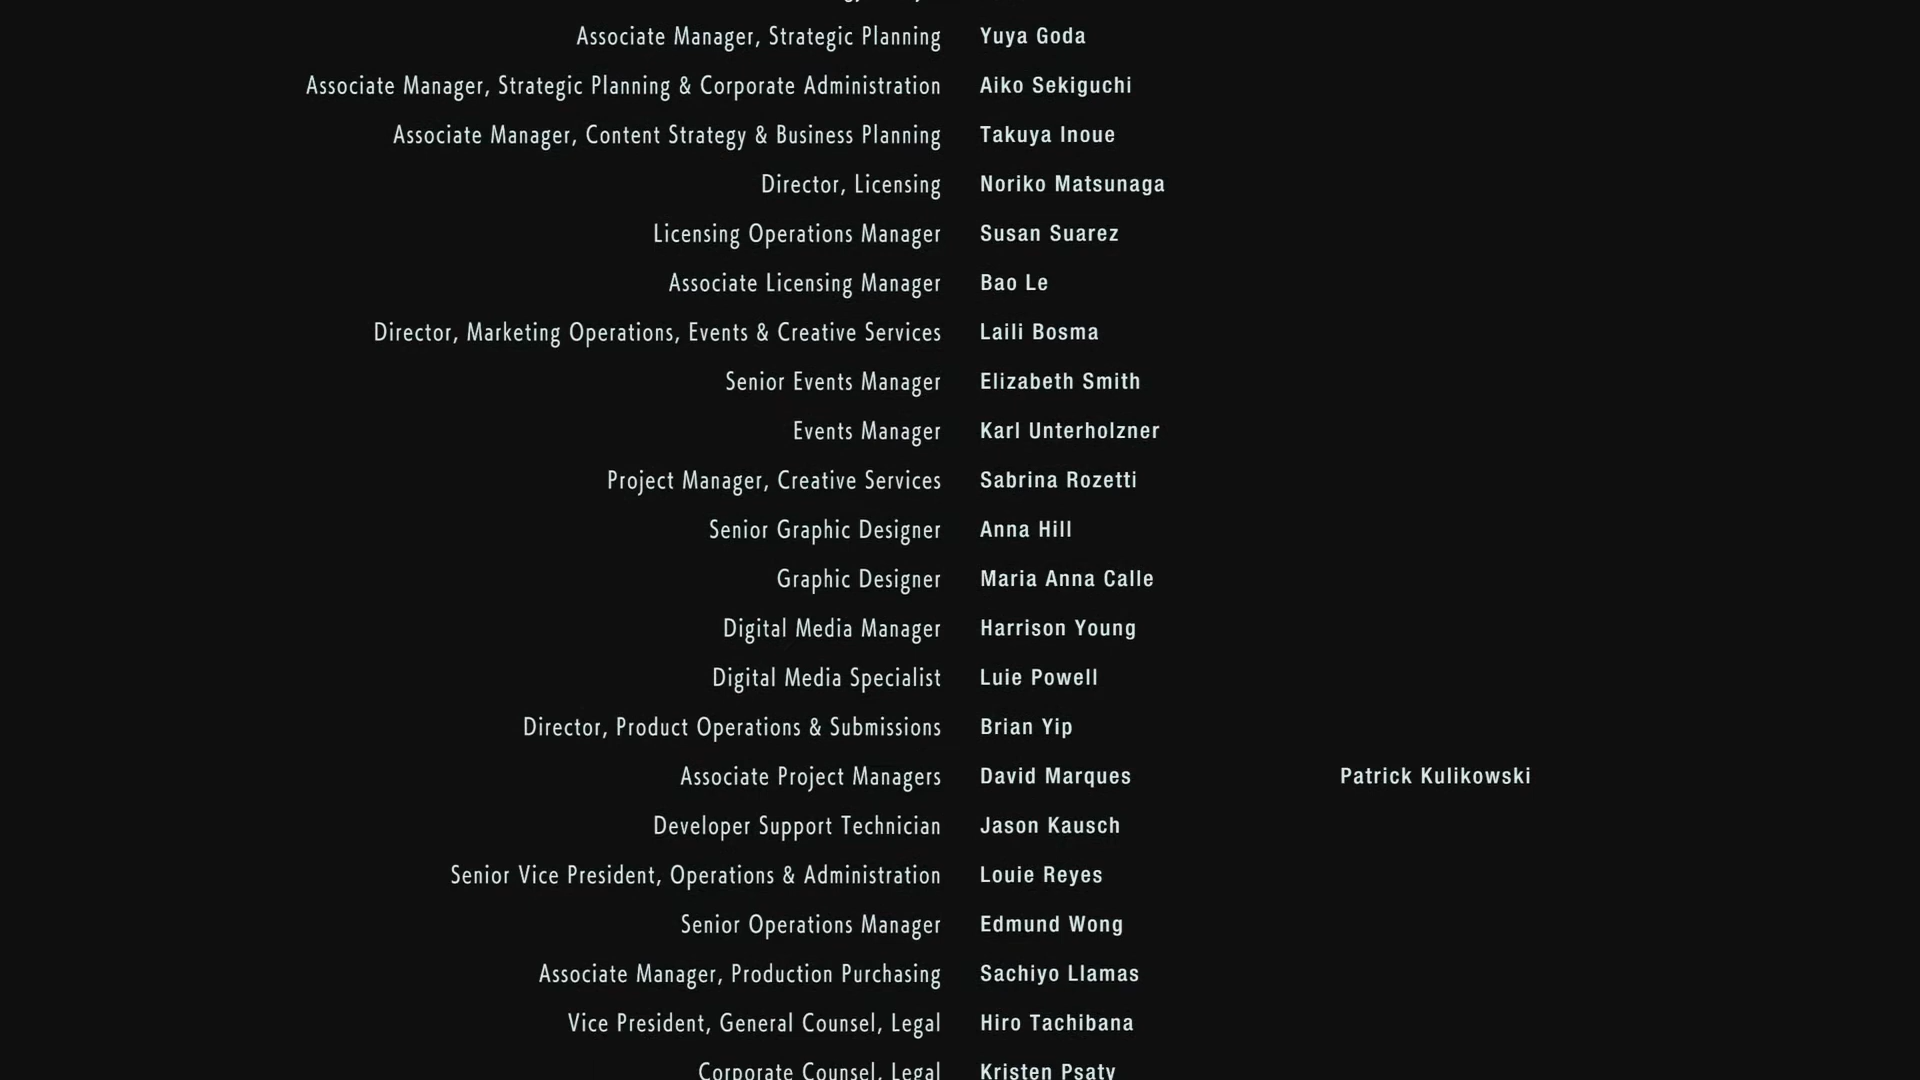 Associate Manager, Strategic Planning Yuya Goda
Associate Manager, Strategic Planning & Corporate Administration Aiko Sekiguchi
Associate Manager, Content Strategy & Business Planning Takuya Inoue
Director, Licensing Noriko Matsunaga
Licensing Operations Manager Susan Suarez
Associate Licensing Manager Bao Le
Director, Marketing Operations, Events & Creative Services Laili Bosma
Senior Events Manager Elizabeth Smith
Events Manager Karl Unterholzner
Project Manager, Creative Services Sabrina Rozetti
Senior Graphic Designer Anna Hill
Graphic Designer Maria Anna Calle
Digital Media Manager Harrison Young
Digital Media Specialist Luie Powell
Director, Product Operations & Submissions Brian Yip
Associate Project Managers David Marques Patrick Kulikowski
Developer Support Technician Jason Kausch
Senior Vice President, Operations & Administration Louie Reyes
Senior Operations Manager Edmund Wong
Associate Manager, Production Purchasing Sachiyo Llamas
Vice President, General Counsel, Legal Hiro Tachibana
Corporate Counsel, Legal Kristen Psaty